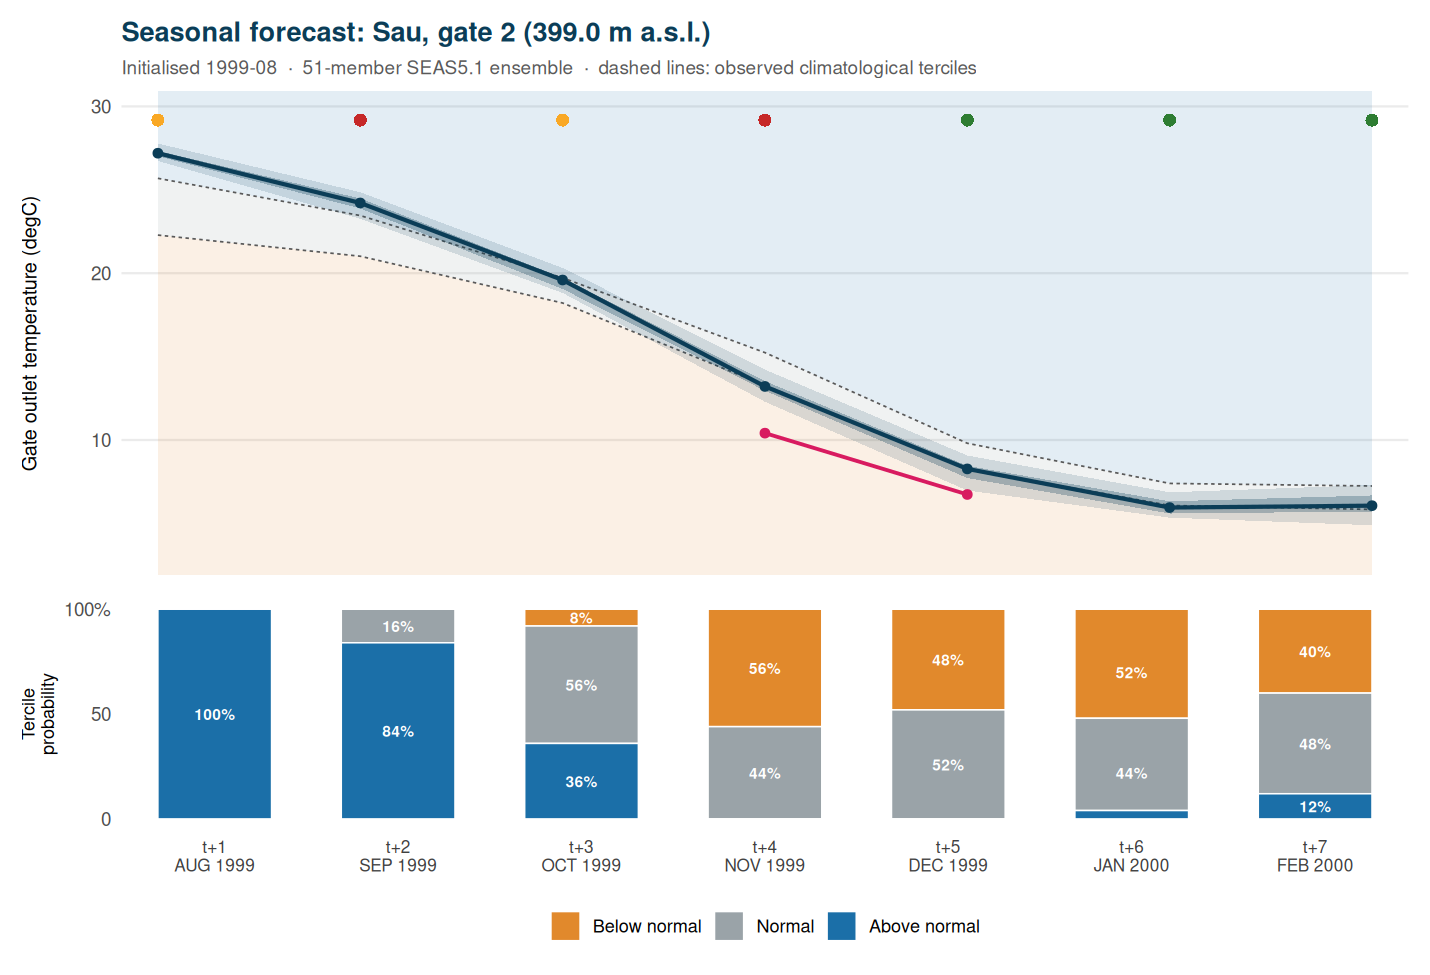 Seasonal forecast: Sau, gate 2 (399.0 m a.s.l.)
Initialised 1999-08 · 51-member SEAS5.1 ensemble · dashed lines: observed climatological terciles
Gate outlet temperature (degC)
30
20
10
Tercile
probability
100%
50
0
100%
16%
84%
8%
56%
36%
56%
44%
48%
52%
52%
44%
40%
48%
12%
t+1
AUG 1999
t+2
SEP 1999
t+3
OCT 1999
t+4
NOV 1999
t+5
DEC 1999
t+6
JAN 2000
t+7
FEB 2000
Below normal
Normal
Above normal